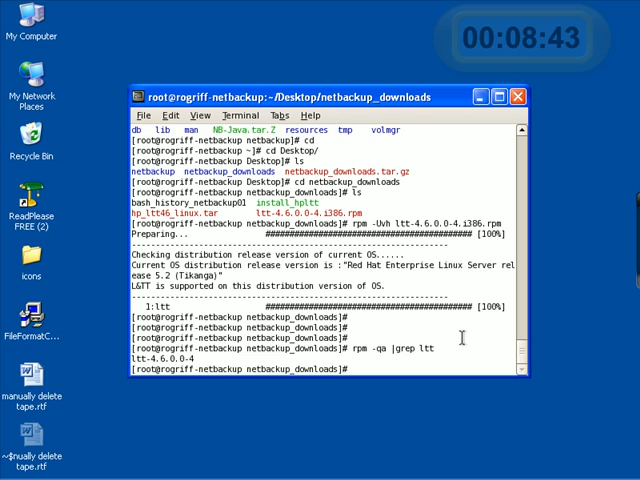 My Computer
My Network
Places
Recycle Bin
ReadPlease
FREE (2)
icons
FileFormatC...
manually delete
tape.rtf
~$nually delete
tape.rtf
00:08:43
root@rogriff-netbackup:~/Desktop/netbackup_downloads
File Edit View Terminal Tabs Help
db lib man NB-Java.tar.Z resources tmp volmgr
[root@rogriff-netbackup netbackup]# cd
[root@rogriff-netbackup ~]# cd Desktop/
[root@rogriff-netbackup Desktop]# ls
netbackup netbackup_downloads netbackup_downloads.tar.gz
[root@rogriff-netbackup Desktop]# cd netbackup_downloads
[root@rogriff-netbackup netbackup_downloads]# ls
bash_history_netbackup01 install_hpltt
hp_ltt46_linux.tar ltt-4.6.0.0-4.i386.rpm
[root@rogriff-netbackup netbackup_downloads]# rpm -Uvh ltt-4.6.0.0-4.i386.rpm
Preparing... ########################################### [100%]
------------------------------------------------------
Checking distribution release version of current OS......
Current OS distribution release version is :"Red Hat Enterprise Linux Server rel
ease 5.2 (Tikanga)"
L&TT is supported on this distribution version of OS.
------------------------------------------------------
1:ltt ########################################### [100%]
[root@rogriff-netbackup netbackup_downloads]#
[root@rogriff-netbackup netbackup_downloads]#
[root@rogriff-netbackup netbackup_downloads]#
[root@rogriff-netbackup netbackup_downloads]# rpm -qa |grep ltt
ltt-4.6.0.0-4
[root@rogriff-netbackup netbackup_downloads]#